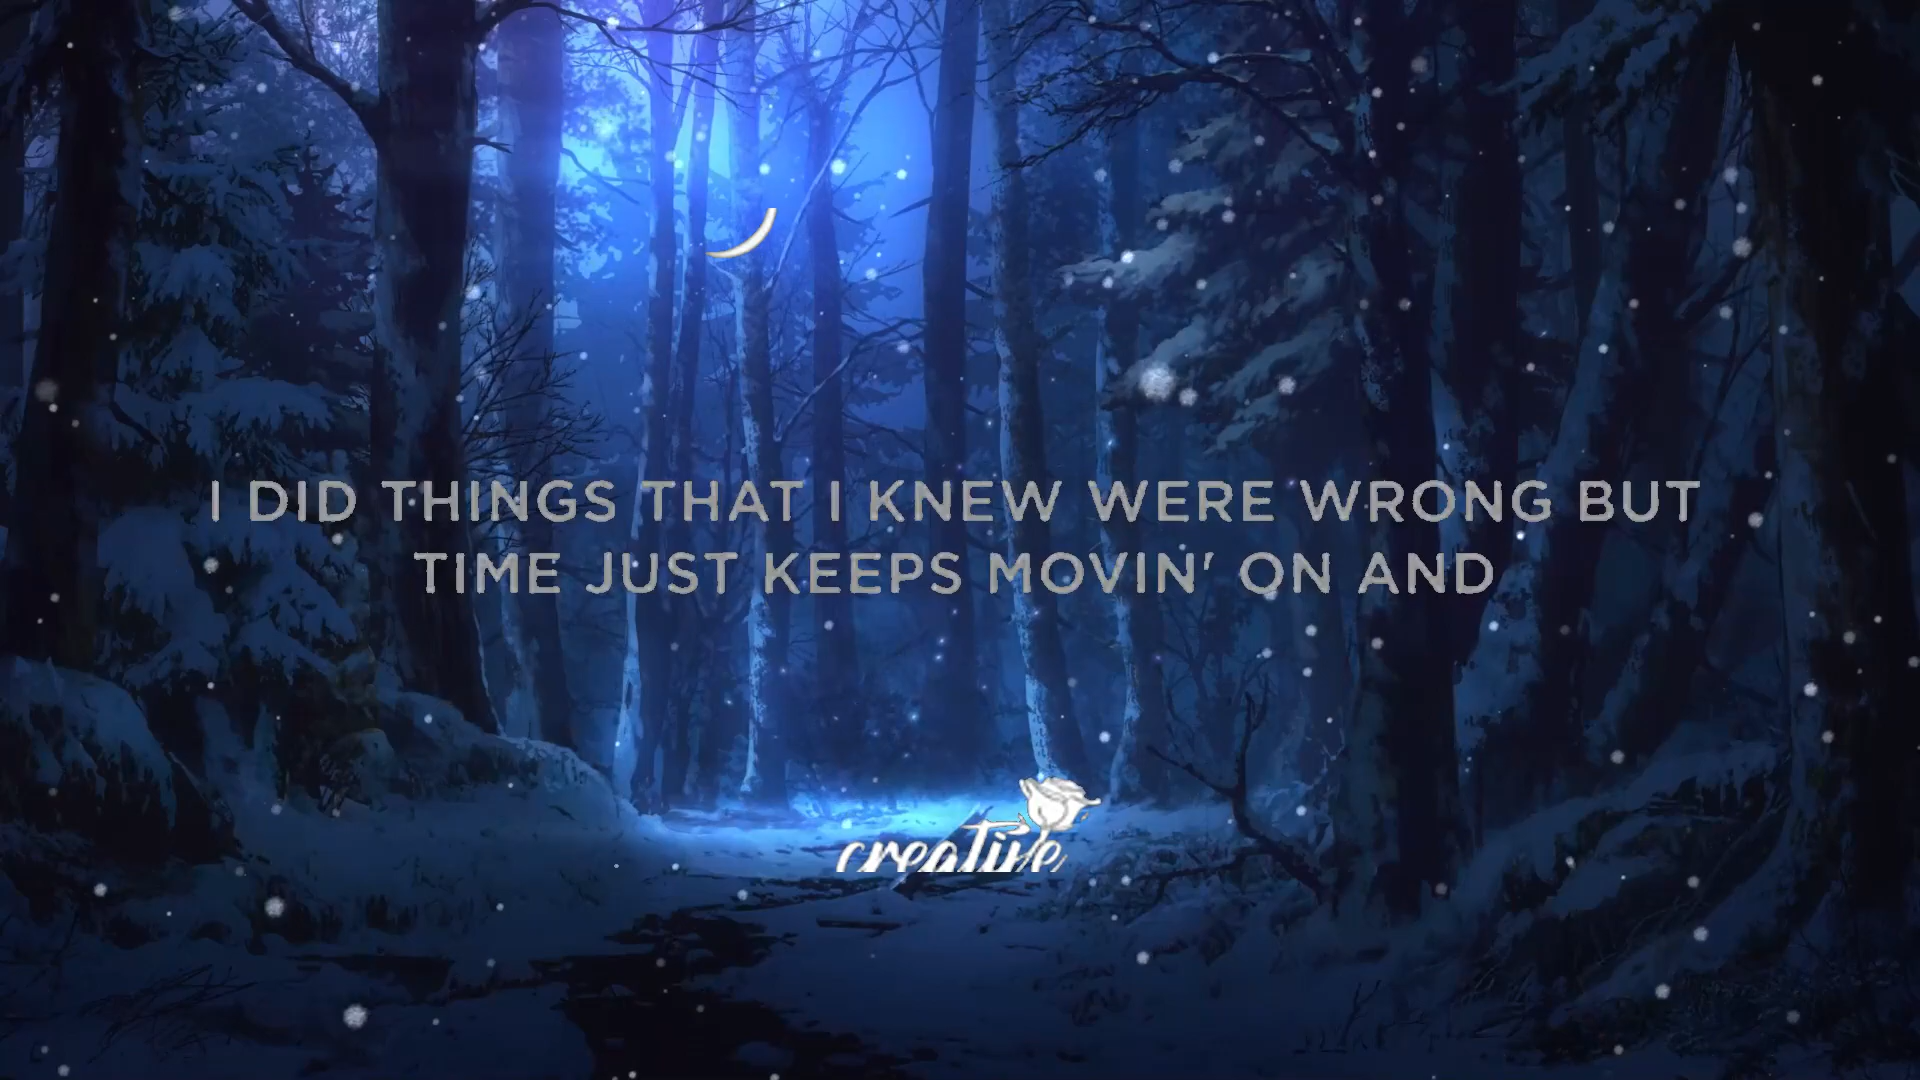 I DID THINGS THAT I KNEW WERE WRONG BUT
TIME JUST KEEPS MOVIN' ON AND
creative